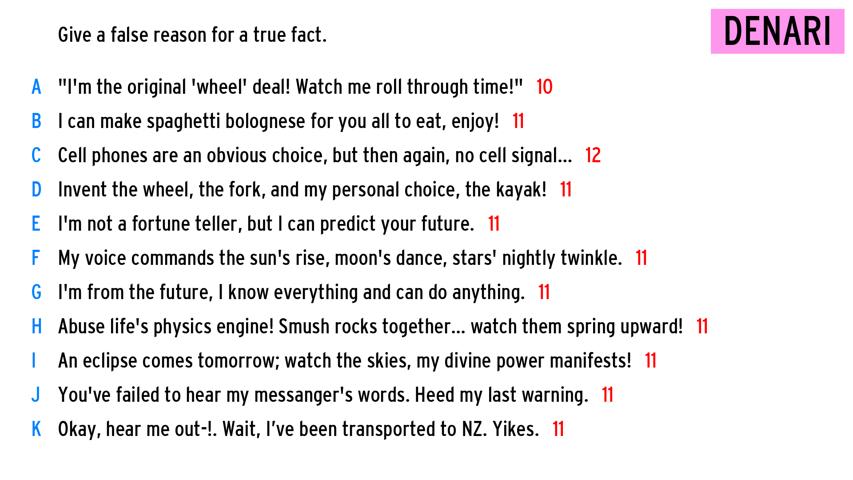 Give a false reason for a true fact.
DENARI
A "I'm the original 'wheel' deal! Watch me roll through time!" 10
B I can make spaghetti bolognese for you all to eat, enjoy! 11
C Cell phones are an obvious choice, but then again, no cell signal... 12
D Invent the wheel, the fork, and my personal choice, the kayak! 11
E I'm not a fortune teller, but I can predict your future. 11
F My voice commands the sun's rise, moon's dance, stars' nightly twinkle. 11
G I'm from the future, I know everything and can do anything. 11
H Abuse life's physics engine! Smush rocks together... watch them spring upward! 11
I An eclipse comes tomorrow; watch the skies, my divine power manifests! 11
J You've failed to hear my messanger's words. Heed my last warning. 11
K Okay, hear me out-!. Wait, I’ve been transported to NZ. Yikes. 11